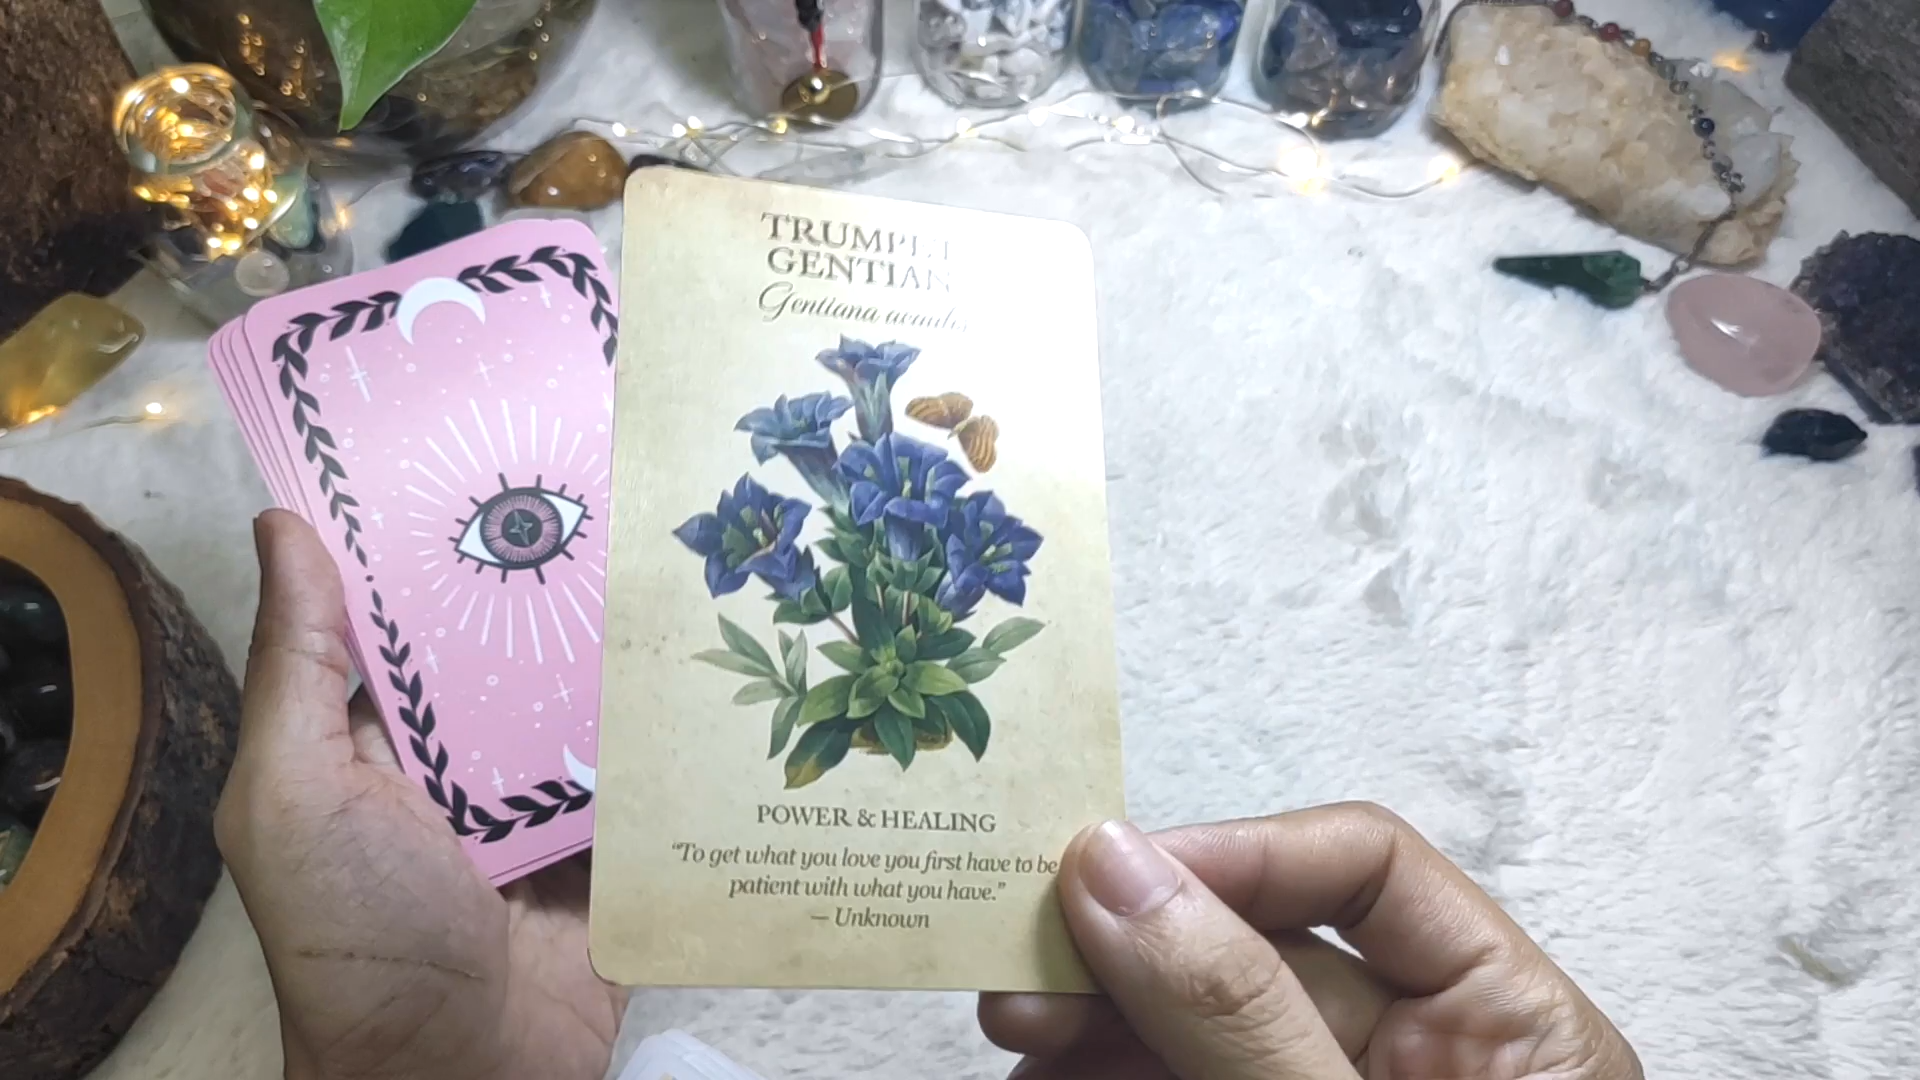 TRUMPET
GENTIAN
Gentiana acaulis
POWER & HEALING
“To get what you love you first have to be
patient with what you have.”
— Unknown